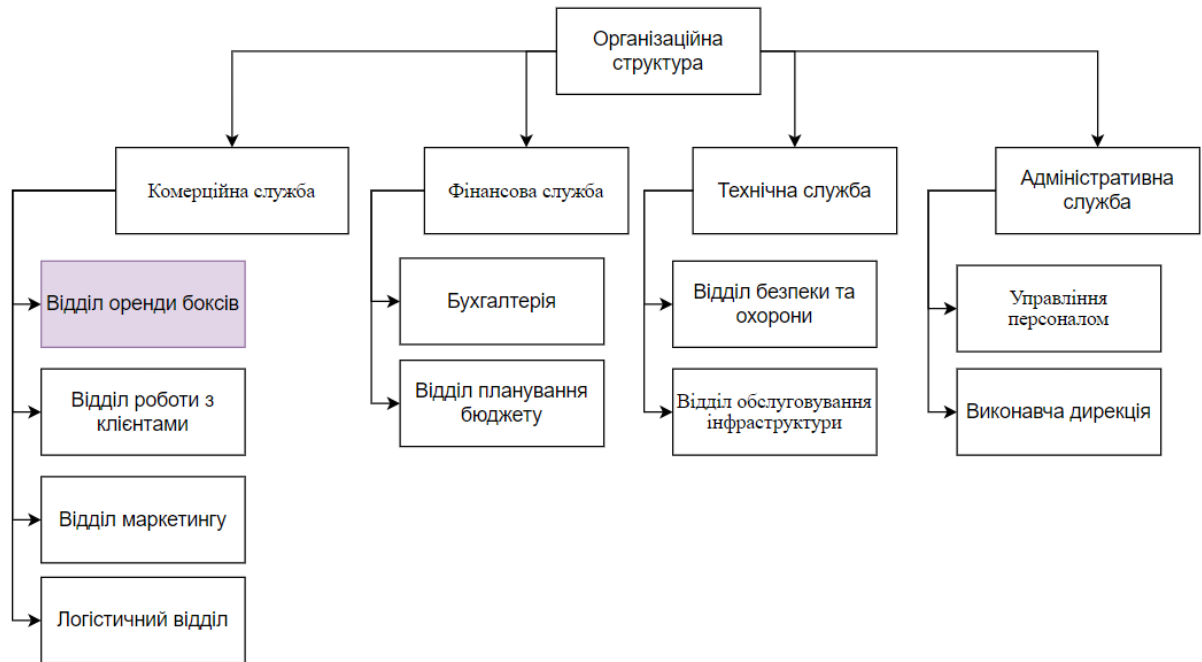 Організаційна
структура
Комерційна служба
Фінансова служба
Технічна служба
Адміністративна
служба
Відділ оренди боксів
Бухгалтерія
Відділ безпеки та
охорони
Управління
персоналом
Відділ роботи з
клієнтами
Відділ планування
бюджету
Відділ обслуговування
інфраструктури
Виконавча дирекція
Відділ маркетингу
Логістичний відділ